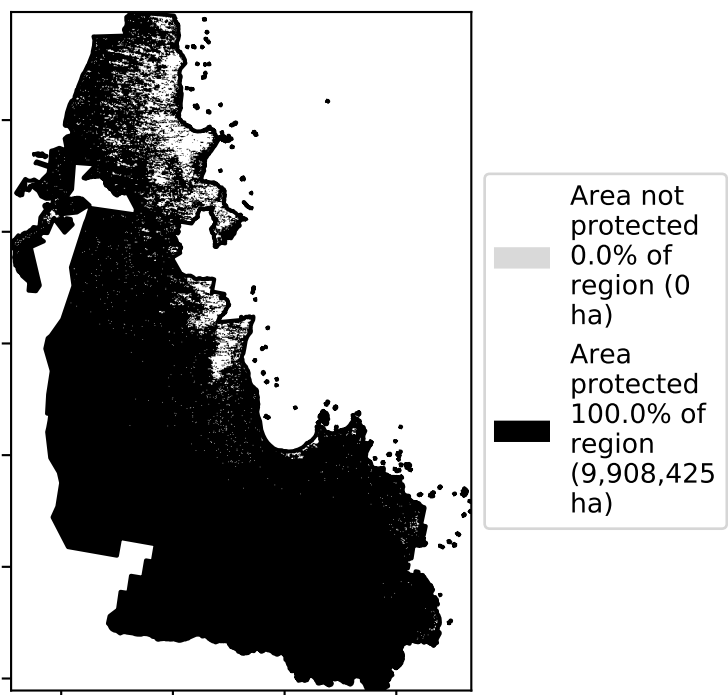 Area not
protected
0.0% of
region (0
ha)
Area
protected
100.0% of
region
(9,908,425
ha)